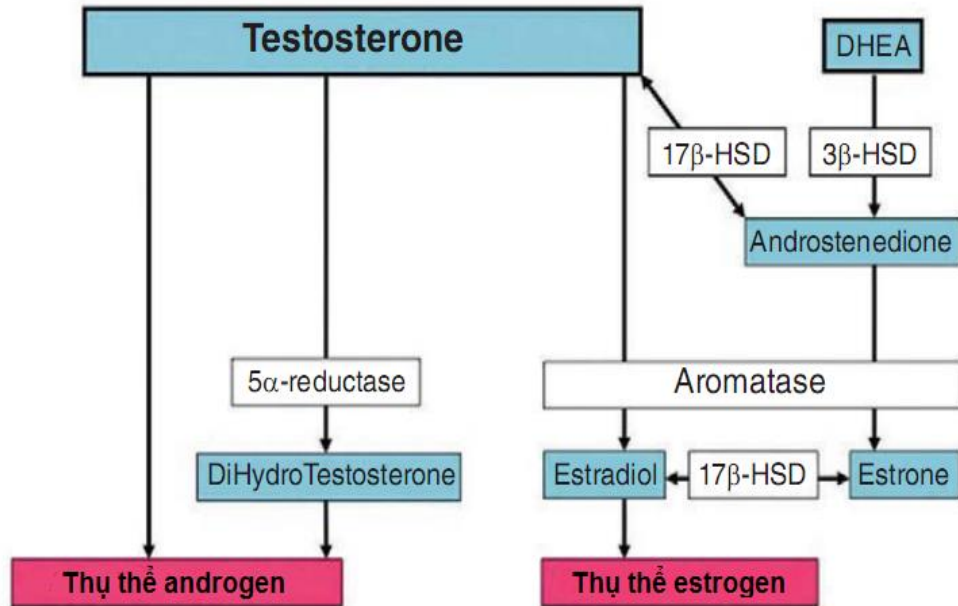 Testosterone
DHEA
17β-HSD
3β-HSD
Androstenedione
5α-reductase
Aromatase
DiHydroTestosterone
Estradiol
17β-HSD
Estrone
Thụ thể androgen
Thụ thể estrogen